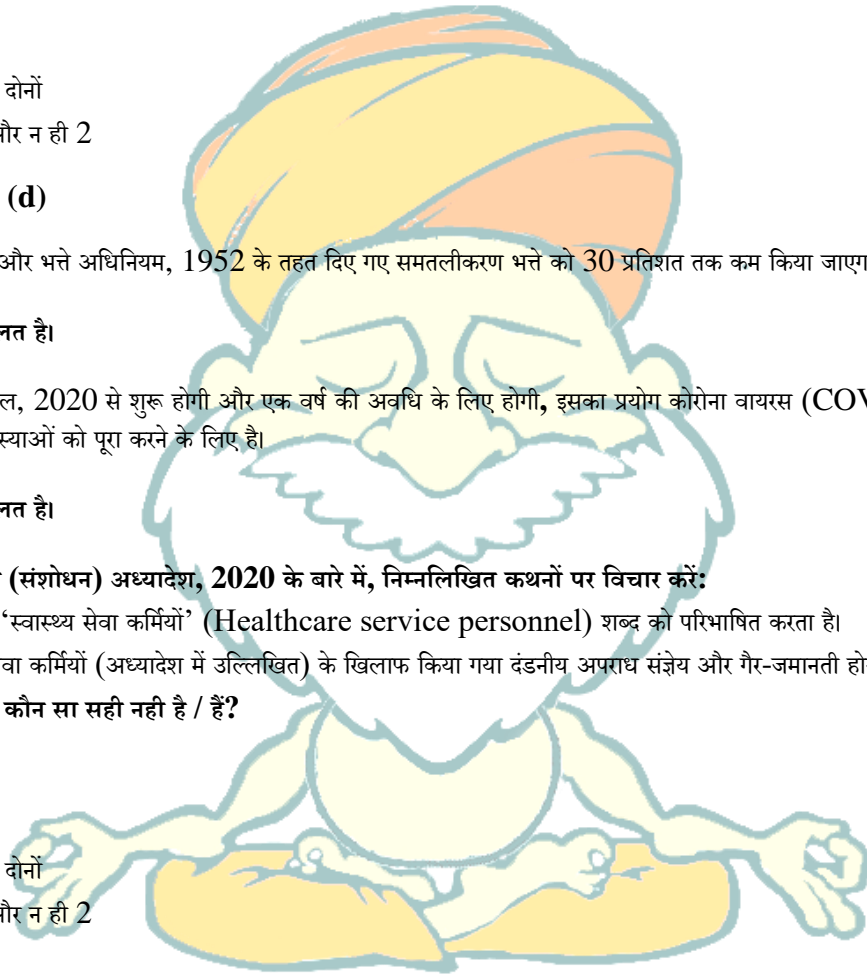 दोनों
और न ही 2
(d)
और भत्ते अधिनियम, 1952 के तहत दिए गए समतलीकरण भत्ते को 30 प्रतिशत तक कम किया जाएग
लत है।
ल, 2020 से शुरू होगी और एक वर्ष की अवधि के लिए होगी, इसका प्रयोग कोरोना वायरस (COV
स्याओं को पूरा करने के लिए है।
लत है।
(संशोधन) अध्यादेश, 2020 के बारे में, निम्नलिखित कथनों पर विचार करें:
‘स्वास्थ्य सेवा कर्मियों’ (Healthcare service personnel) शब्द को परिभाषित करता है।
वा कर्मियों (अध्यादेश में उल्लिखित) के खिलाफ किया गया दंडनीय अपराध संज्ञेय और गैर-जमानती हो
कौन सा सही नही है / हैं?
दोनों
और न ही 2